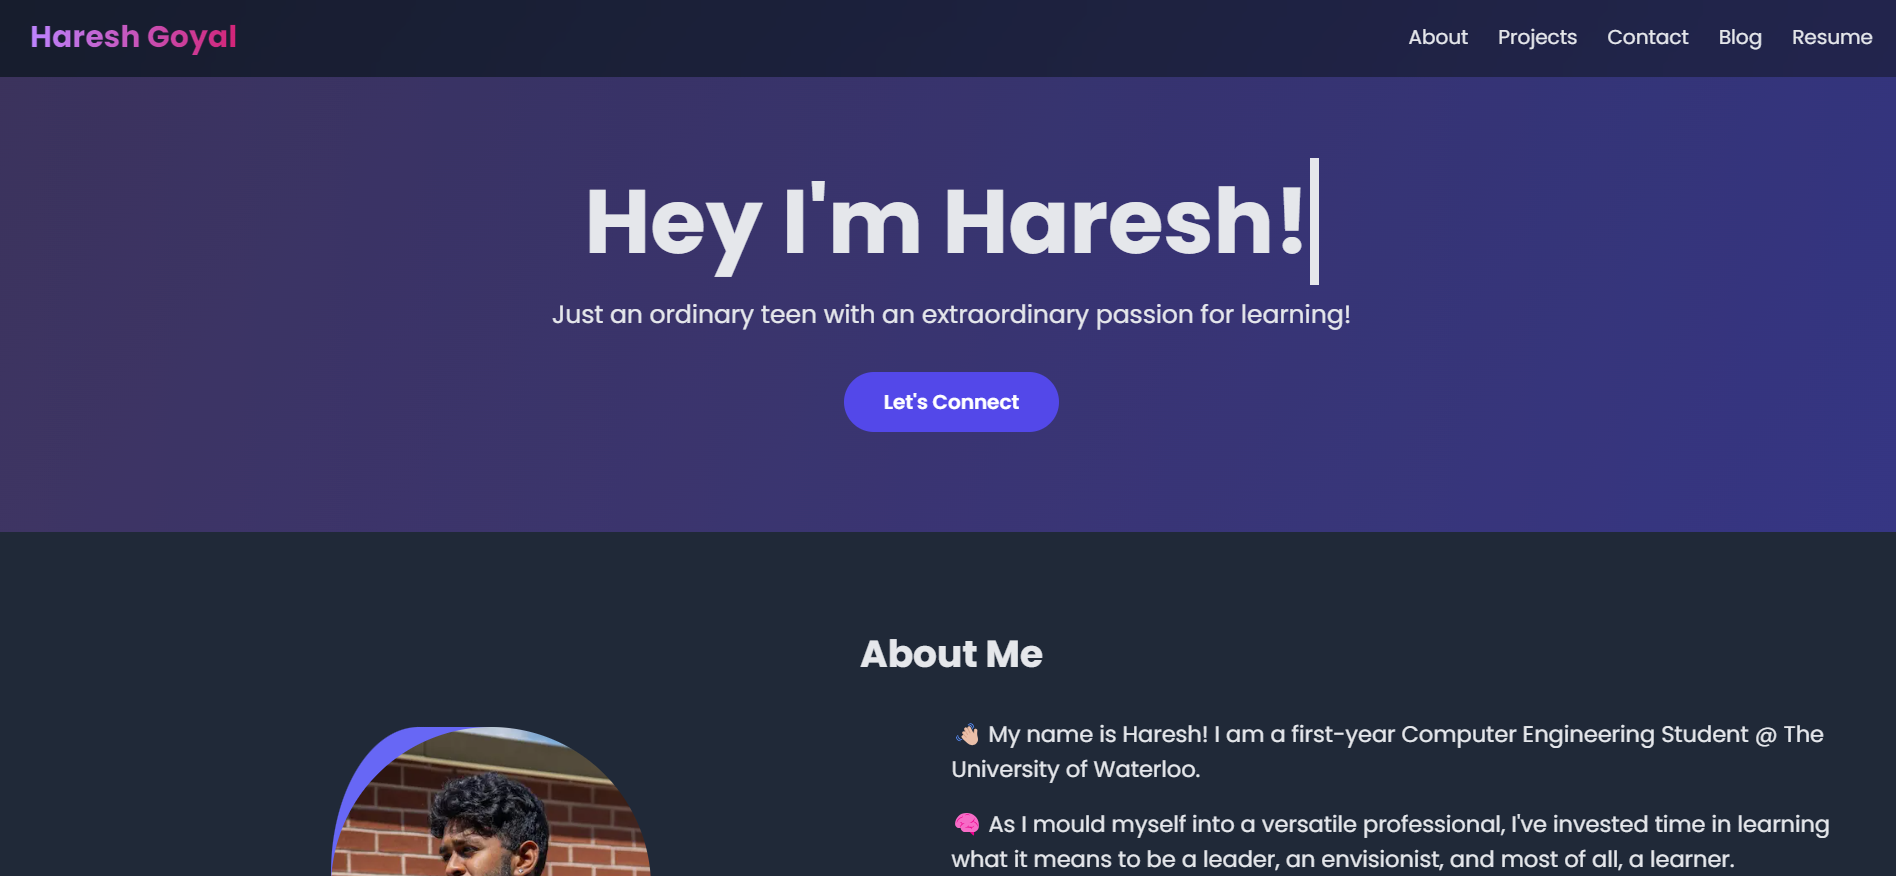 Haresh Goyal
About Projects Contact Blog Resume
Hey I'm Haresh!
Just an ordinary teen with an extraordinary passion for learning!
Let's Connect
About Me
👋🏻 My name is Haresh! I am a first-year Computer Engineering Student @ The
University of Waterloo.
🧠 As I mould myself into a versatile professional, I've invested time in learning
what it means to be a leader, an envisionist, and most of all, a learner.